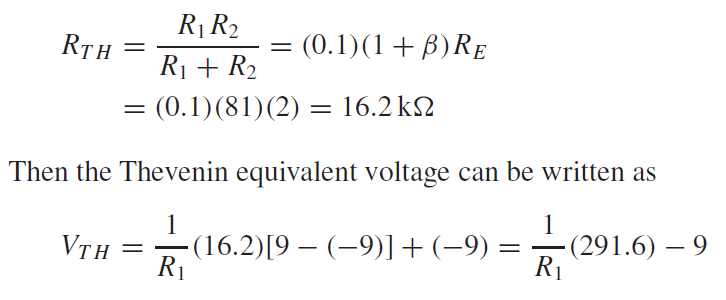 R_{TH} = \frac{R_1 R_2}{R_1 + R_2} = (0.1)(1 + β)R_E
= (0.1)(81)(2) = 16.2 kΩ
Then the Thevenin equivalent voltage can be written as
V_{TH} = \frac{1}{R_1}(16.2)[9 − (−9)] + (−9) = \frac{1}{R_1}(291.6) − 9